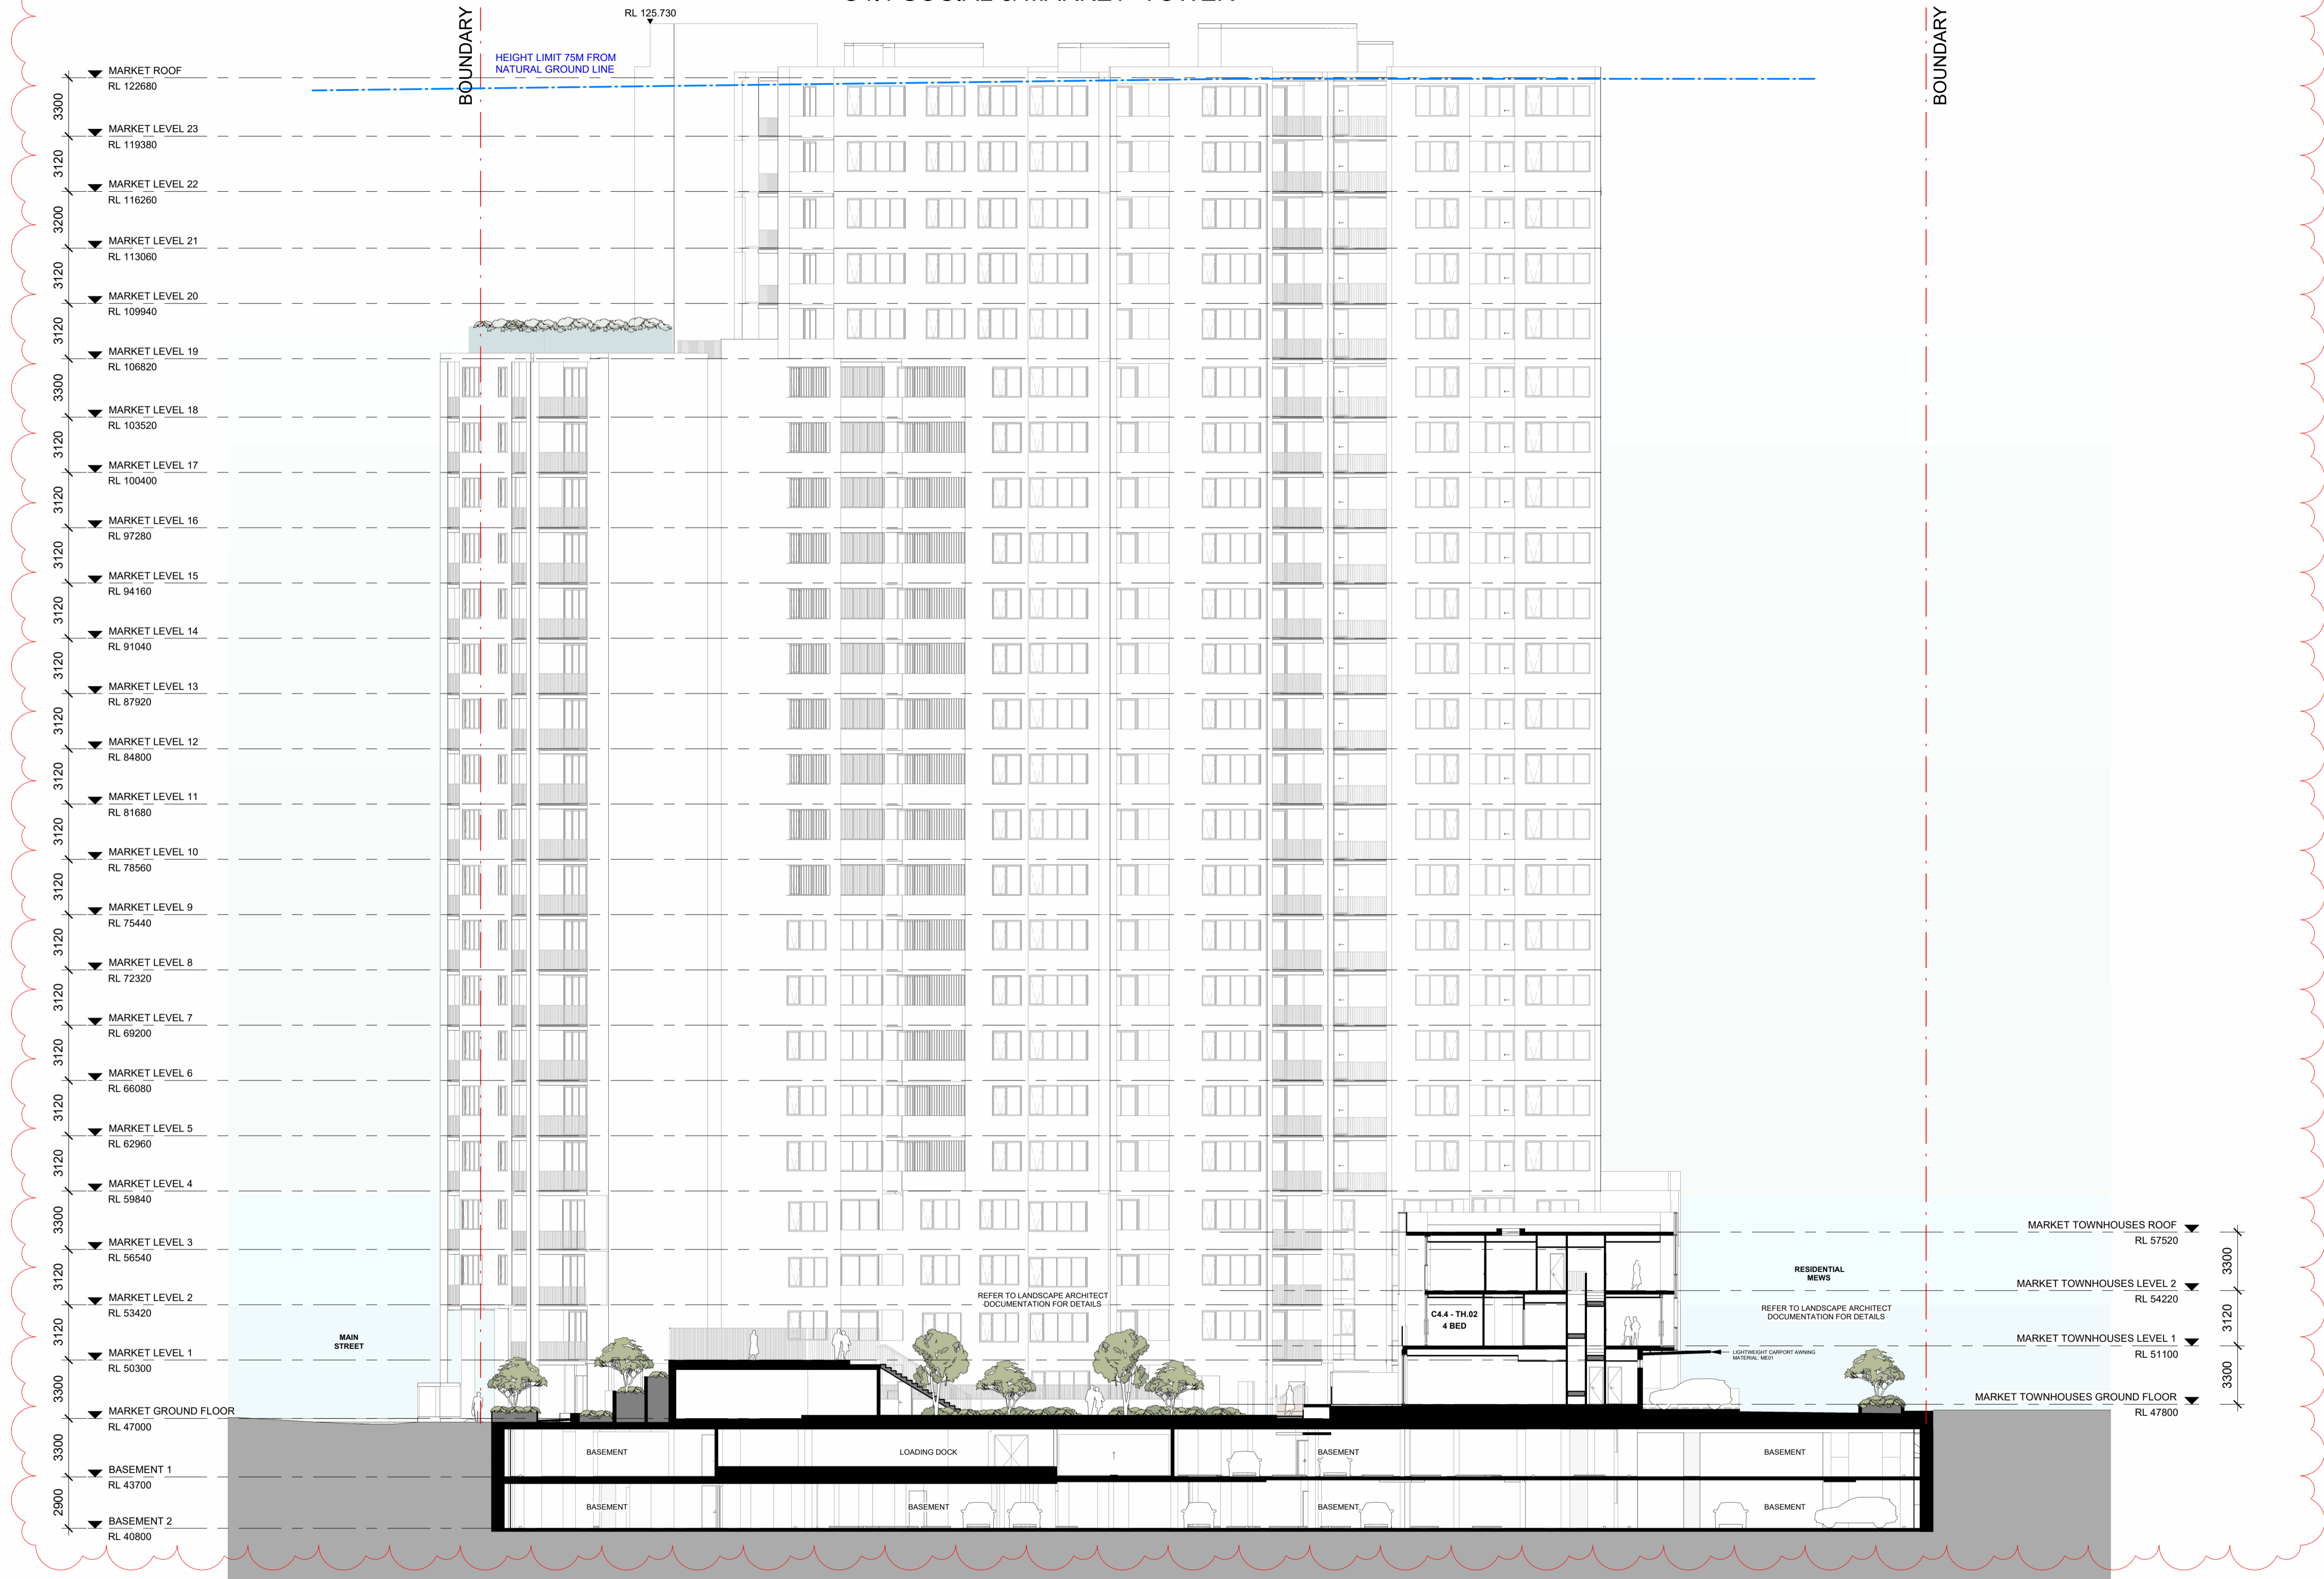 RL 125.730
BOUNDARY
HEIGHT LIMIT 75M FROM
NATURAL GROUND LINE
BOUNDARY
MARKET ROOF
RL 122680
3300
MARKET LEVEL 23
RL 119380
3120
MARKET LEVEL 22
RL 116260
3200
MARKET LEVEL 21
RL 113060
3120
MARKET LEVEL 20
RL 109940
3120
MARKET LEVEL 19
RL 106820
3300
MARKET LEVEL 18
RL 103520
3120
MARKET LEVEL 17
RL 100400
3120
MARKET LEVEL 16
RL 97280
3120
MARKET LEVEL 15
RL 94160
3120
MARKET LEVEL 14
RL 91040
3120
MARKET LEVEL 13
RL 87920
3120
MARKET LEVEL 12
RL 84800
3120
MARKET LEVEL 11
RL 81680
3120
MARKET LEVEL 10
RL 78560
3120
MARKET LEVEL 9
RL 75440
3120
MARKET LEVEL 8
RL 72320
3120
MARKET LEVEL 7
RL 69200
3120
MARKET LEVEL 6
RL 66080
3120
MARKET LEVEL 5
RL 62960
3120
MARKET LEVEL 4
RL 59840
3300
MARKET LEVEL 3
RL 56540
3120
MARKET LEVEL 2
RL 53420
3120
MARKET LEVEL 1
RL 50300
3300
MARKET GROUND FLOOR
RL 47000
3300
BASEMENT 1
RL 43700
2900
BASEMENT 2
RL 40800
MAIN
STREET
REFER TO LANDSCAPE ARCHITECT
DOCUMENTATION FOR DETAILS
C4.4 - TH.02
4 BED
RESIDENTIAL
MEWS
REFER TO LANDSCAPE ARCHITECT
DOCUMENTATION FOR DETAILS
LIGHTWEIGHT CARPORT AWNING
MATERIAL: ME01
MARKET TOWNHOUSES ROOF
RL 57520
3300
MARKET TOWNHOUSES LEVEL 2
RL 54220
3120
MARKET TOWNHOUSES LEVEL 1
RL 51100
3300
MARKET TOWNHOUSES GROUND FLOOR
RL 47800
BASEMENT
LOADING DOCK
BASEMENT
BASEMENT
BASEMENT
BASEMENT
BASEMENT
BASEMENT